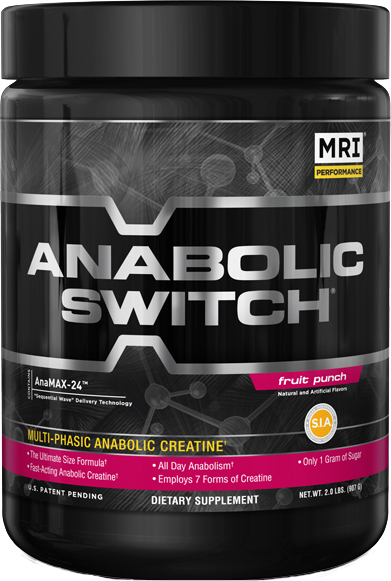 MRI®
PERFORMANCE
ANABOLIC
SWITCH®
CONTAINS
AnaMAX-24™
"Sequential Wave" Delivery Technology
fruit punch
Natural and Artificial Flavors
S.I.A.
MULTI-PHASIC ANABOLIC CREATINE†
• The Ultimate Size Formula†
• Fast-Acting Anabolic Creatine†
• All Day Anabolism†
• Employs 7 Forms of Creatine
• Only 1 Gram of Sugar
U.S. PATENT PENDING
DIETARY SUPPLEMENT
NET. WT. 2.0 LBS. (907 G)